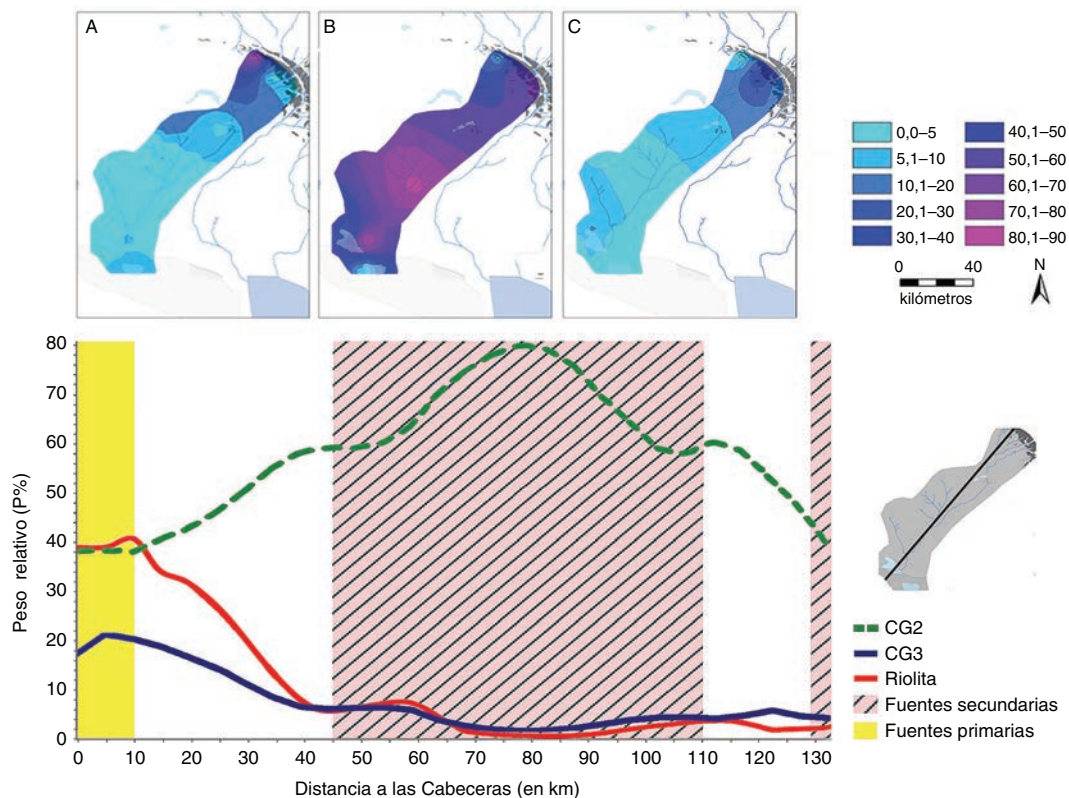 A
B
C
0,0–5
5,1–10
10,1–20
20,1–30
30,1–40
40,1–50
50,1–60
60,1–70
70,1–80
80,1–90
0 40
kilómetros
N
80
70
60
50
40
30
20
10
0
Peso relativo (P%)
0 10 20 30 40 50 60 70 80 90 100 110 120 130
Distancia a las Cabeceras (en km)
CG2
CG3
Riolita
Fuentes secundarias
Fuentes primarias